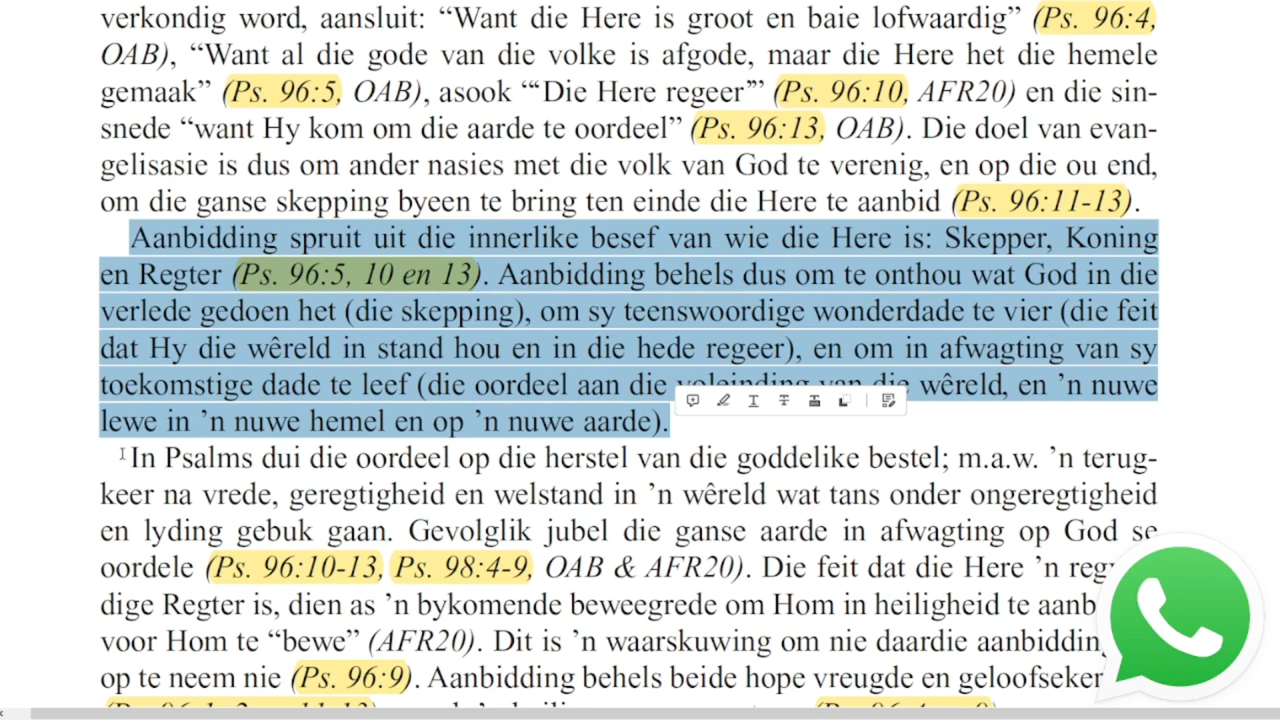 verkondig word, aansluit: “Want die Here is groot en baie lofwaardig” (Ps. 96:4,
OAB), “Want al die gode van die volke is afgode, maar die Here het die hemele
gemaak” (Ps. 96:5, OAB), asook “‘Die Here regeer’” (Ps. 96:10, AFR20) en die sin-
snede “want Hy kom om die aarde te oordeel” (Ps. 96:13, OAB). Die doel van evan-
gelisasie is dus om ander nasies met die volk van God te verenig, en op die ou end,
om die ganse skepping byeen te bring ten einde die Here te aanbid (Ps. 96:11-13).
Aanbidding spruit uit die innerlike besef van wie die Here is: Skepper, Koning
en Regter (Ps. 96:5, 10 en 13). Aanbidding behels dus om te onthou wat God in die
verlede gedoen het (die skepping), om sy teenswoordige wonderdade te vier (die feit
dat Hy die wêreld in stand hou en in die hede regeer), en om in afwagting van sy
toekomstige dade te leef (die oordeel aan die voleinding van die wêreld, en ’n nuwe
lewe in ’n nuwe hemel en op ’n nuwe aarde).
In Psalms dui die oordeel op die herstel van die goddelike bestel; m.a.w. ’n terug-
keer na vrede, geregtigheid en welstand in ’n wêreld wat tans onder ongeregtigheid
en lyding gebuk gaan. Gevolglik jubel die ganse aarde in afwagting op God se
oordele (Ps. 96:10-13, Ps. 98:4-9, OAB & AFR20). Die feit dat die Here ’n
dige Regter is, dien as ’n bykomende beweegrede om Hom in heiligheid te
voor Hom te “bewe” (AFR20). Dit is ’n waarskuwing om nie daardie
op te neem nie (Ps. 96:9). Aanbidding behels beide hope vreugde en